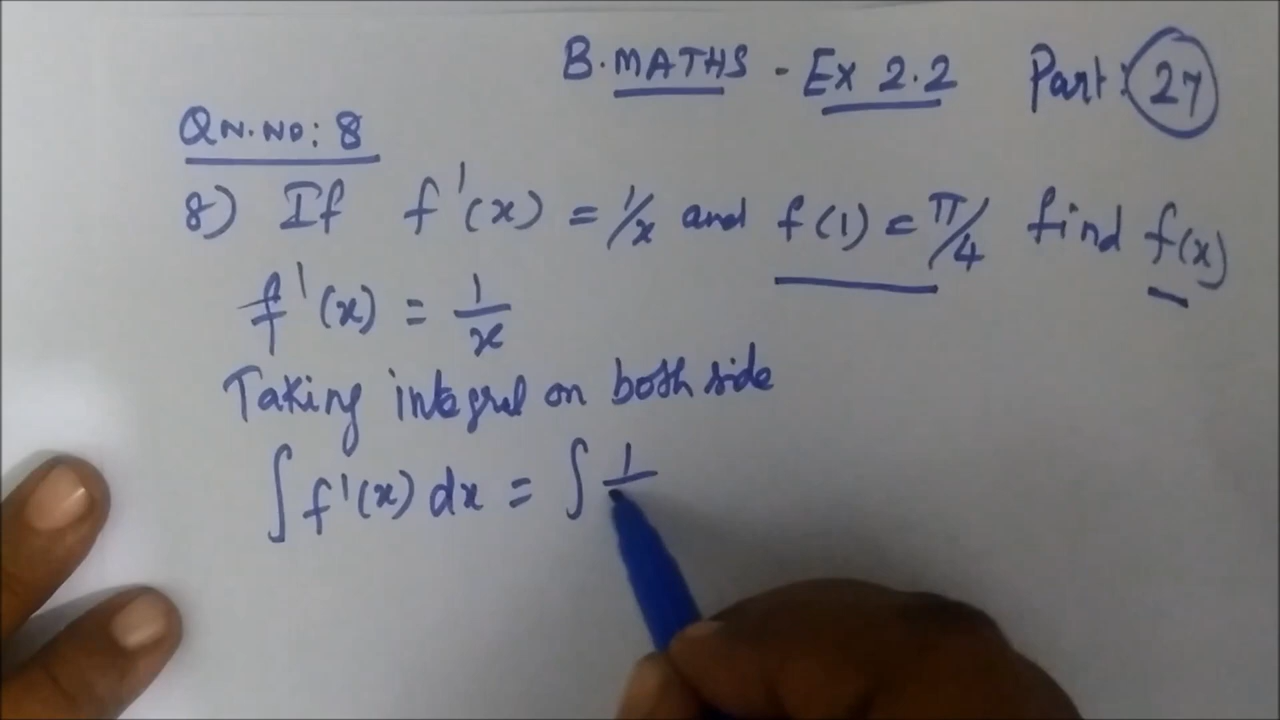 B.MATHS - Ex 2.2 Part: 27
QN.NO: 8
8) If f'(x) = 1/x and f(1) = π/4 find f(x)
f'(x) = 1/x
Taking integral on both side
∫ f'(x) dx = ∫ 1/